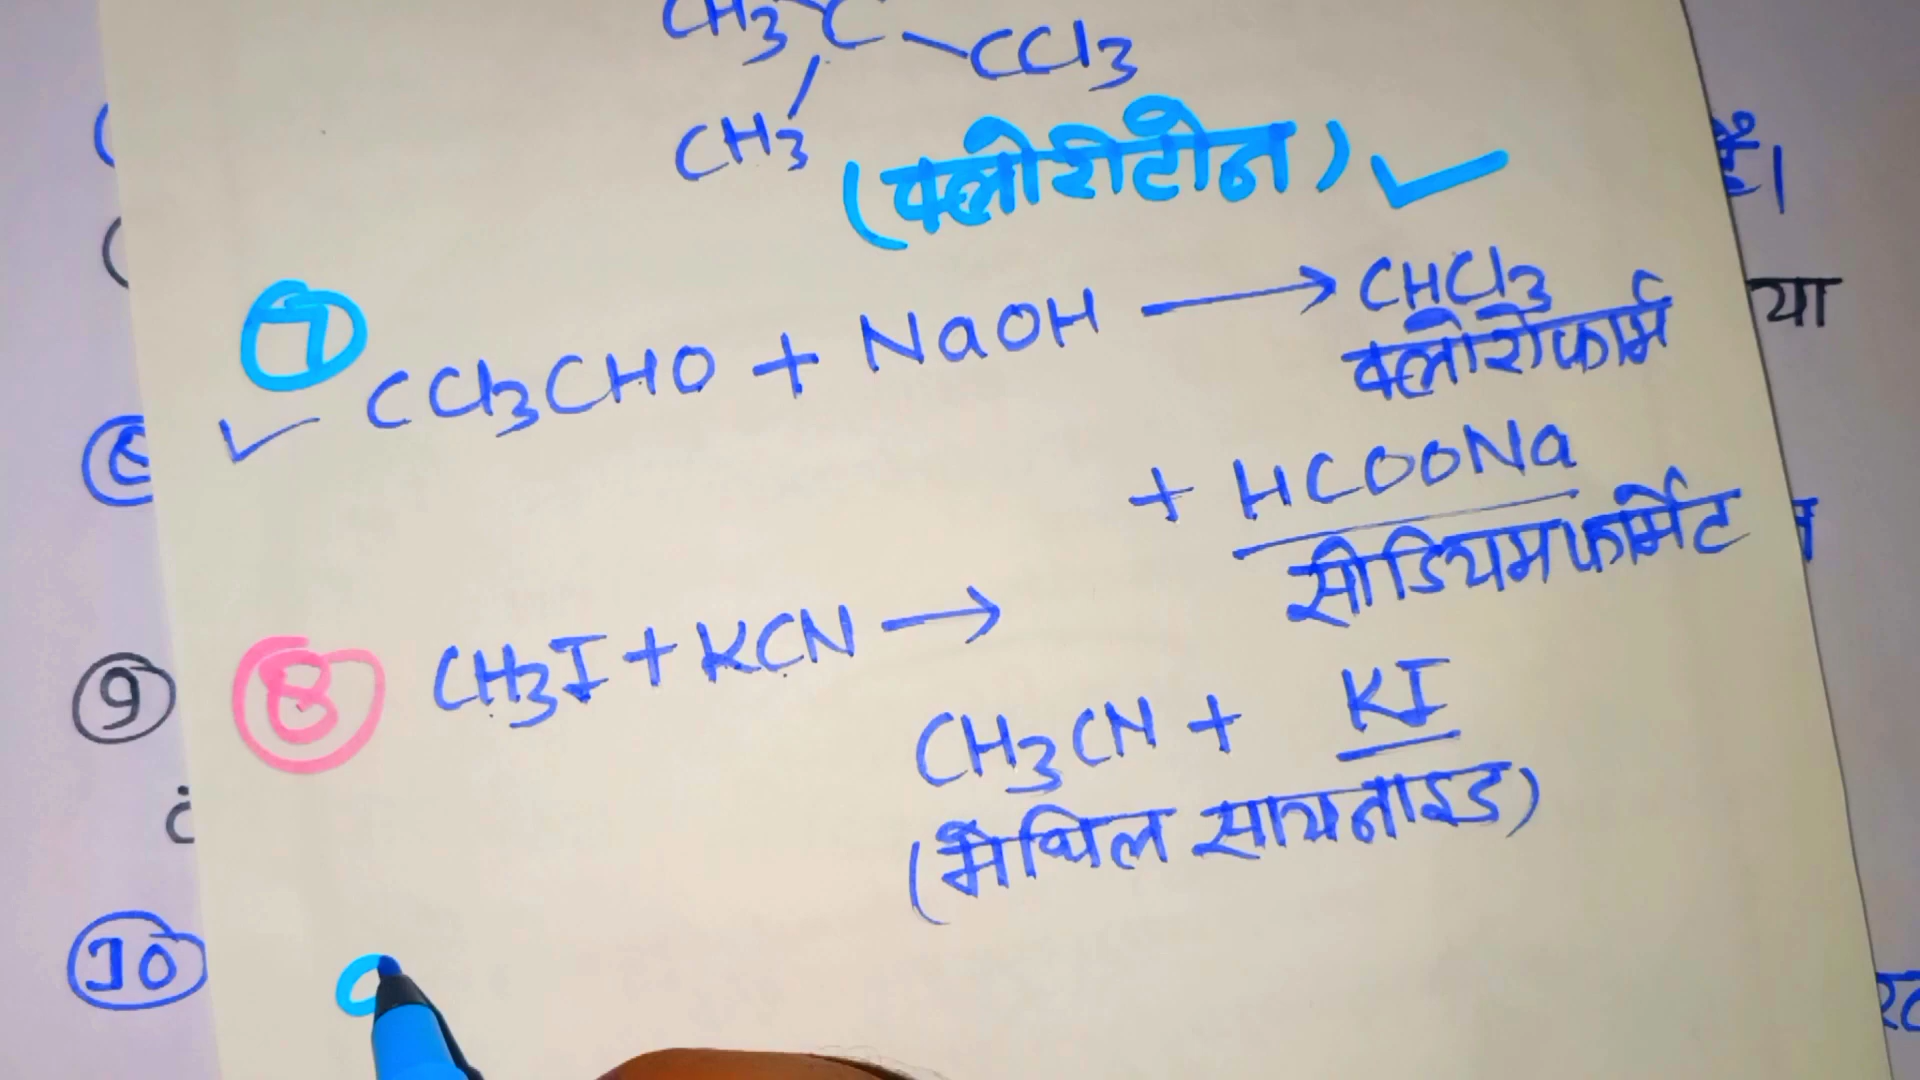 CH3 C — CCl3
CH3
(क्लोरोटोन) ✓
7
✓ CCl3CHO + NaOH ⟶ CHCl3
क्लोरोफार्म
+ HCOONa
सोडियमफार्मेट
8 CH3I + KCN ⟶
CH3CN + KI
(मेथिल सायनाइड)
9
10
है।
या